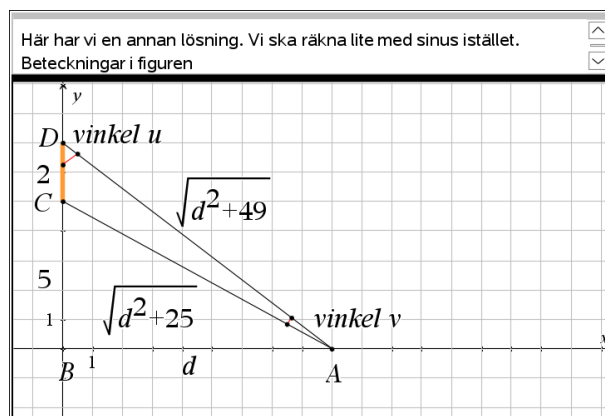 Här har vi en annan lösning. Vi ska räkna lite med sinus istället.
Beteckningar i figuren
y
D vinkel u
2
√(d²+49)
C
5
√(d²+25)
1
vinkel v
x
B
1
d
A